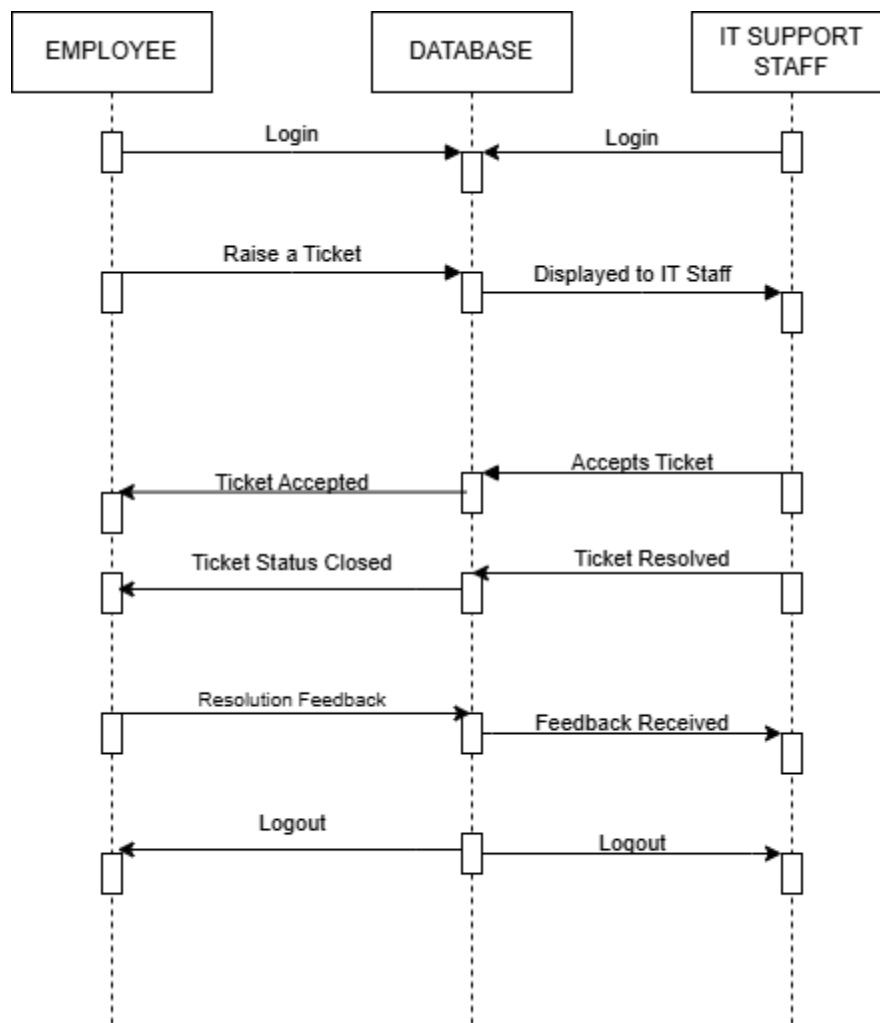 EMPLOYEE
DATABASE
IT SUPPORT
STAFF
Login
Login
Raise a Ticket
Displayed to IT Staff
Accepts Ticket
Ticket Accepted
Ticket Status Closed
Ticket Resolved
Resolution Feedback
Feedback Received
Logout
Logout